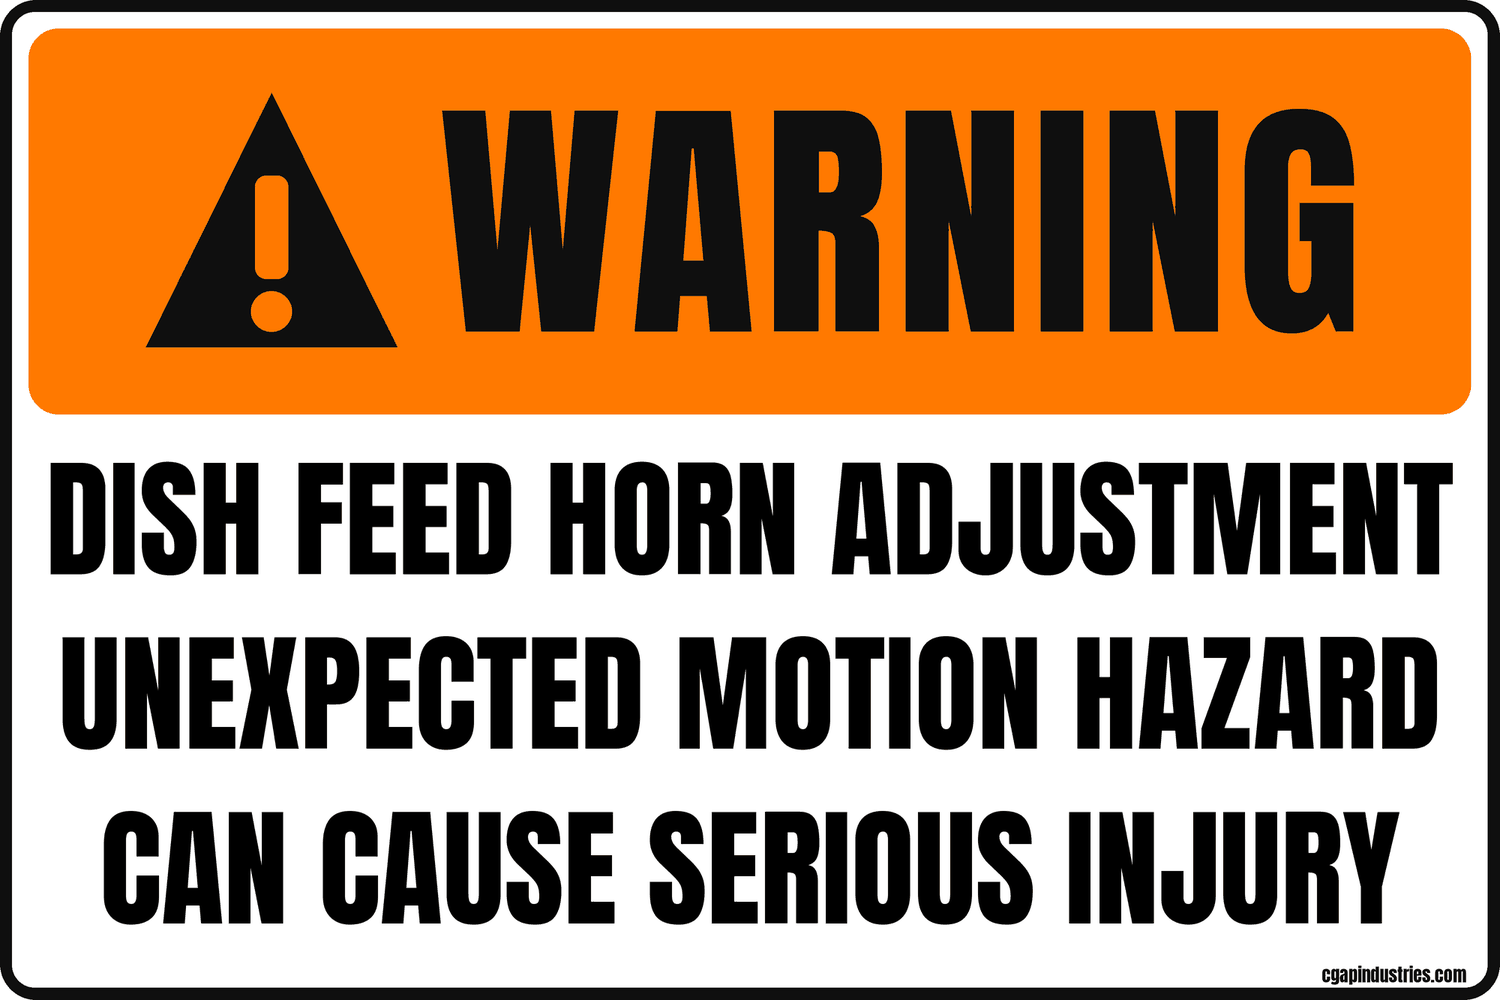 WARNING
DISH FEED HORN ADJUSTMENT
UNEXPECTED MOTION HAZARD
CAN CAUSE SERIOUS INJURY
cgapindustries.com